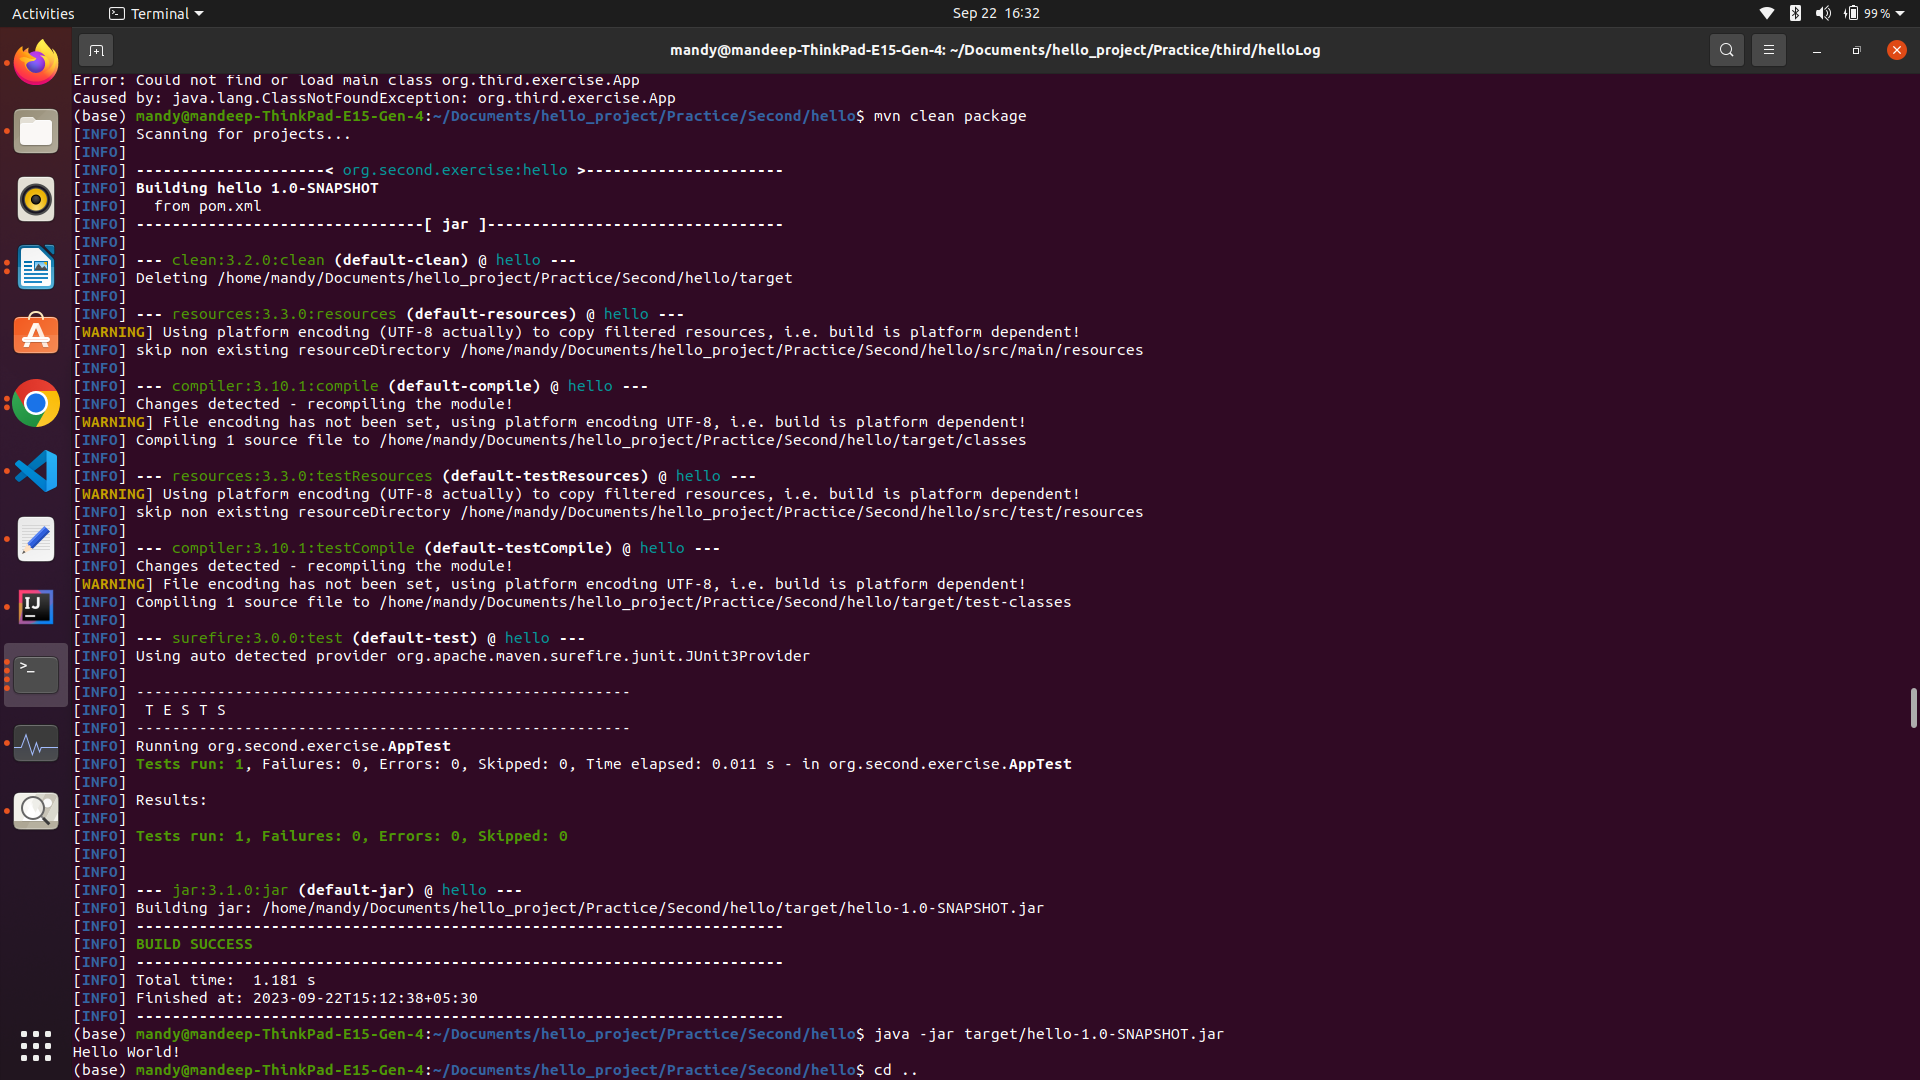 Activities
Terminal
Sep 22 16:32
99 %
mandy@mandeep-ThinkPad-E15-Gen-4: ~/Documents/hello_project/Practice/third/helloLog
Error: Could not find or load main class org.third.exercise.App
Caused by: java.lang.ClassNotFoundException: org.third.exercise.App
(base) mandy@mandeep-ThinkPad-E15-Gen-4:~/Documents/hello_project/Practice/Second/hello$ mvn clean package
[INFO] Scanning for projects...
[INFO]
[INFO] ---------------------< org.second.exercise:hello >----------------------
[INFO] Building hello 1.0-SNAPSHOT
[INFO]   from pom.xml
[INFO] --------------------------------[ jar ]---------------------------------
[INFO]
[INFO] --- clean:3.2.0:clean (default-clean) @ hello ---
[INFO] Deleting /home/mandy/Documents/hello_project/Practice/Second/hello/target
[INFO]
[INFO] --- resources:3.3.0:resources (default-resources) @ hello ---
[WARNING] Using platform encoding (UTF-8 actually) to copy filtered resources, i.e. build is platform dependent!
[INFO] skip non existing resourceDirectory /home/mandy/Documents/hello_project/Practice/Second/hello/src/main/resources
[INFO]
[INFO] --- compiler:3.10.1:compile (default-compile) @ hello ---
[INFO] Changes detected - recompiling the module!
[WARNING] File encoding has not been set, using platform encoding UTF-8, i.e. build is platform dependent!
[INFO] Compiling 1 source file to /home/mandy/Documents/hello_project/Practice/Second/hello/target/classes
[INFO]
[INFO] --- resources:3.3.0:testResources (default-testResources) @ hello ---
[WARNING] Using platform encoding (UTF-8 actually) to copy filtered resources, i.e. build is platform dependent!
[INFO] skip non existing resourceDirectory /home/mandy/Documents/hello_project/Practice/Second/hello/src/test/resources
[INFO]
[INFO] --- compiler:3.10.1:testCompile (default-testCompile) @ hello ---
[INFO] Changes detected - recompiling the module!
[WARNING] File encoding has not been set, using platform encoding UTF-8, i.e. build is platform dependent!
[INFO] Compiling 1 source file to /home/mandy/Documents/hello_project/Practice/Second/hello/target/test-classes
[INFO]
[INFO] --- surefire:3.0.0:test (default-test) @ hello ---
[INFO] Using auto detected provider org.apache.maven.surefire.junit.JUnit3Provider
[INFO]
[INFO] -------------------------------------------------------
[INFO]  T E S T S
[INFO] -------------------------------------------------------
[INFO] Running org.second.exercise.AppTest
[INFO] Tests run: 1, Failures: 0, Errors: 0, Skipped: 0, Time elapsed: 0.011 s - in org.second.exercise.AppTest
[INFO]
[INFO] Results:
[INFO]
[INFO] Tests run: 1, Failures: 0, Errors: 0, Skipped: 0
[INFO]
[INFO]
[INFO] --- jar:3.1.0:jar (default-jar) @ hello ---
[INFO] Building jar: /home/mandy/Documents/hello_project/Practice/Second/hello/target/hello-1.0-SNAPSHOT.jar
[INFO] ------------------------------------------------------------------------
[INFO] BUILD SUCCESS
[INFO] ------------------------------------------------------------------------
[INFO] Total time:  1.181 s
[INFO] Finished at: 2023-09-22T15:12:38+05:30
[INFO] ------------------------------------------------------------------------
(base) mandy@mandeep-ThinkPad-E15-Gen-4:~/Documents/hello_project/Practice/Second/hello$ java -jar target/hello-1.0-SNAPSHOT.jar
Hello World!
(base) mandy@mandeep-ThinkPad-E15-Gen-4:~/Documents/hello_project/Practice/Second/hello$ cd ..